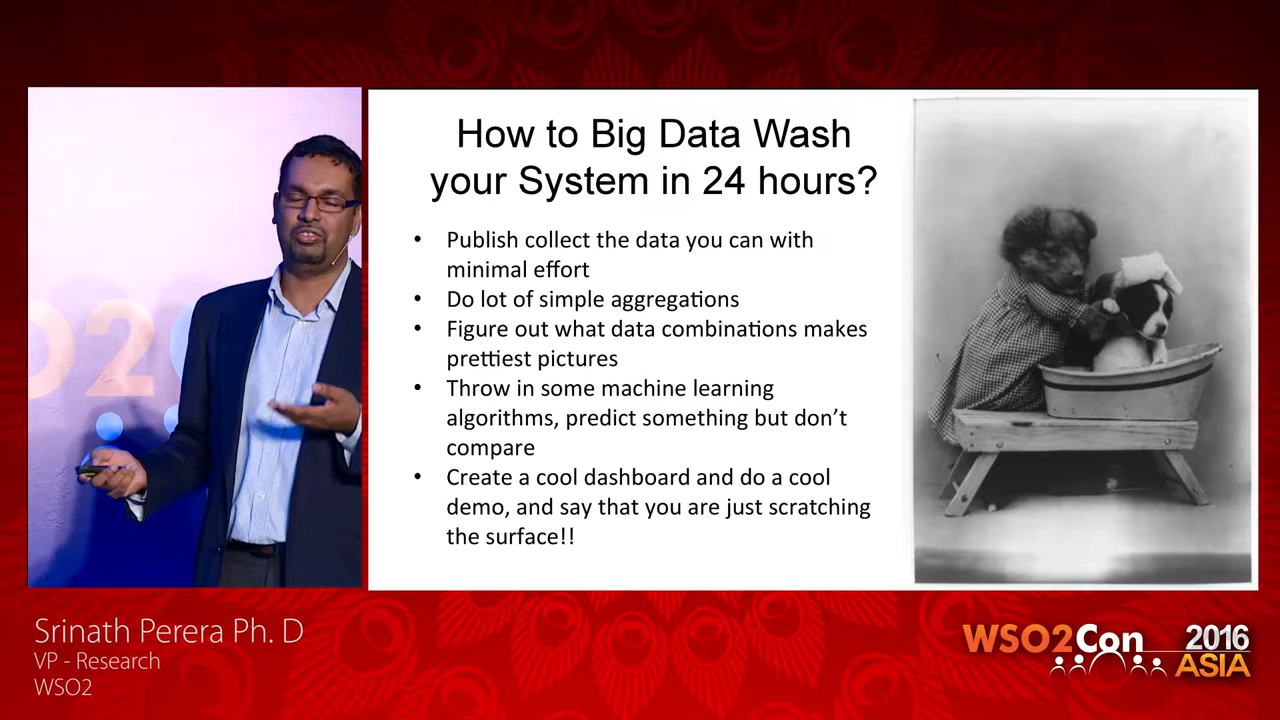 How to Big Data Wash
your System in 24 hours?
• Publish collect the data you can with
minimal effort
• Do lot of simple aggregations
• Figure out what data combinations makes
prettiest pictures
• Throw in some machine learning
algorithms, predict something but don’t
compare
• Create a cool dashboard and do a cool
demo, and say that you are just scratching
the surface!!
O2C
Srinath Perera Ph. D
VP - Research
WSO2
WSO2Con 2016
ASIA